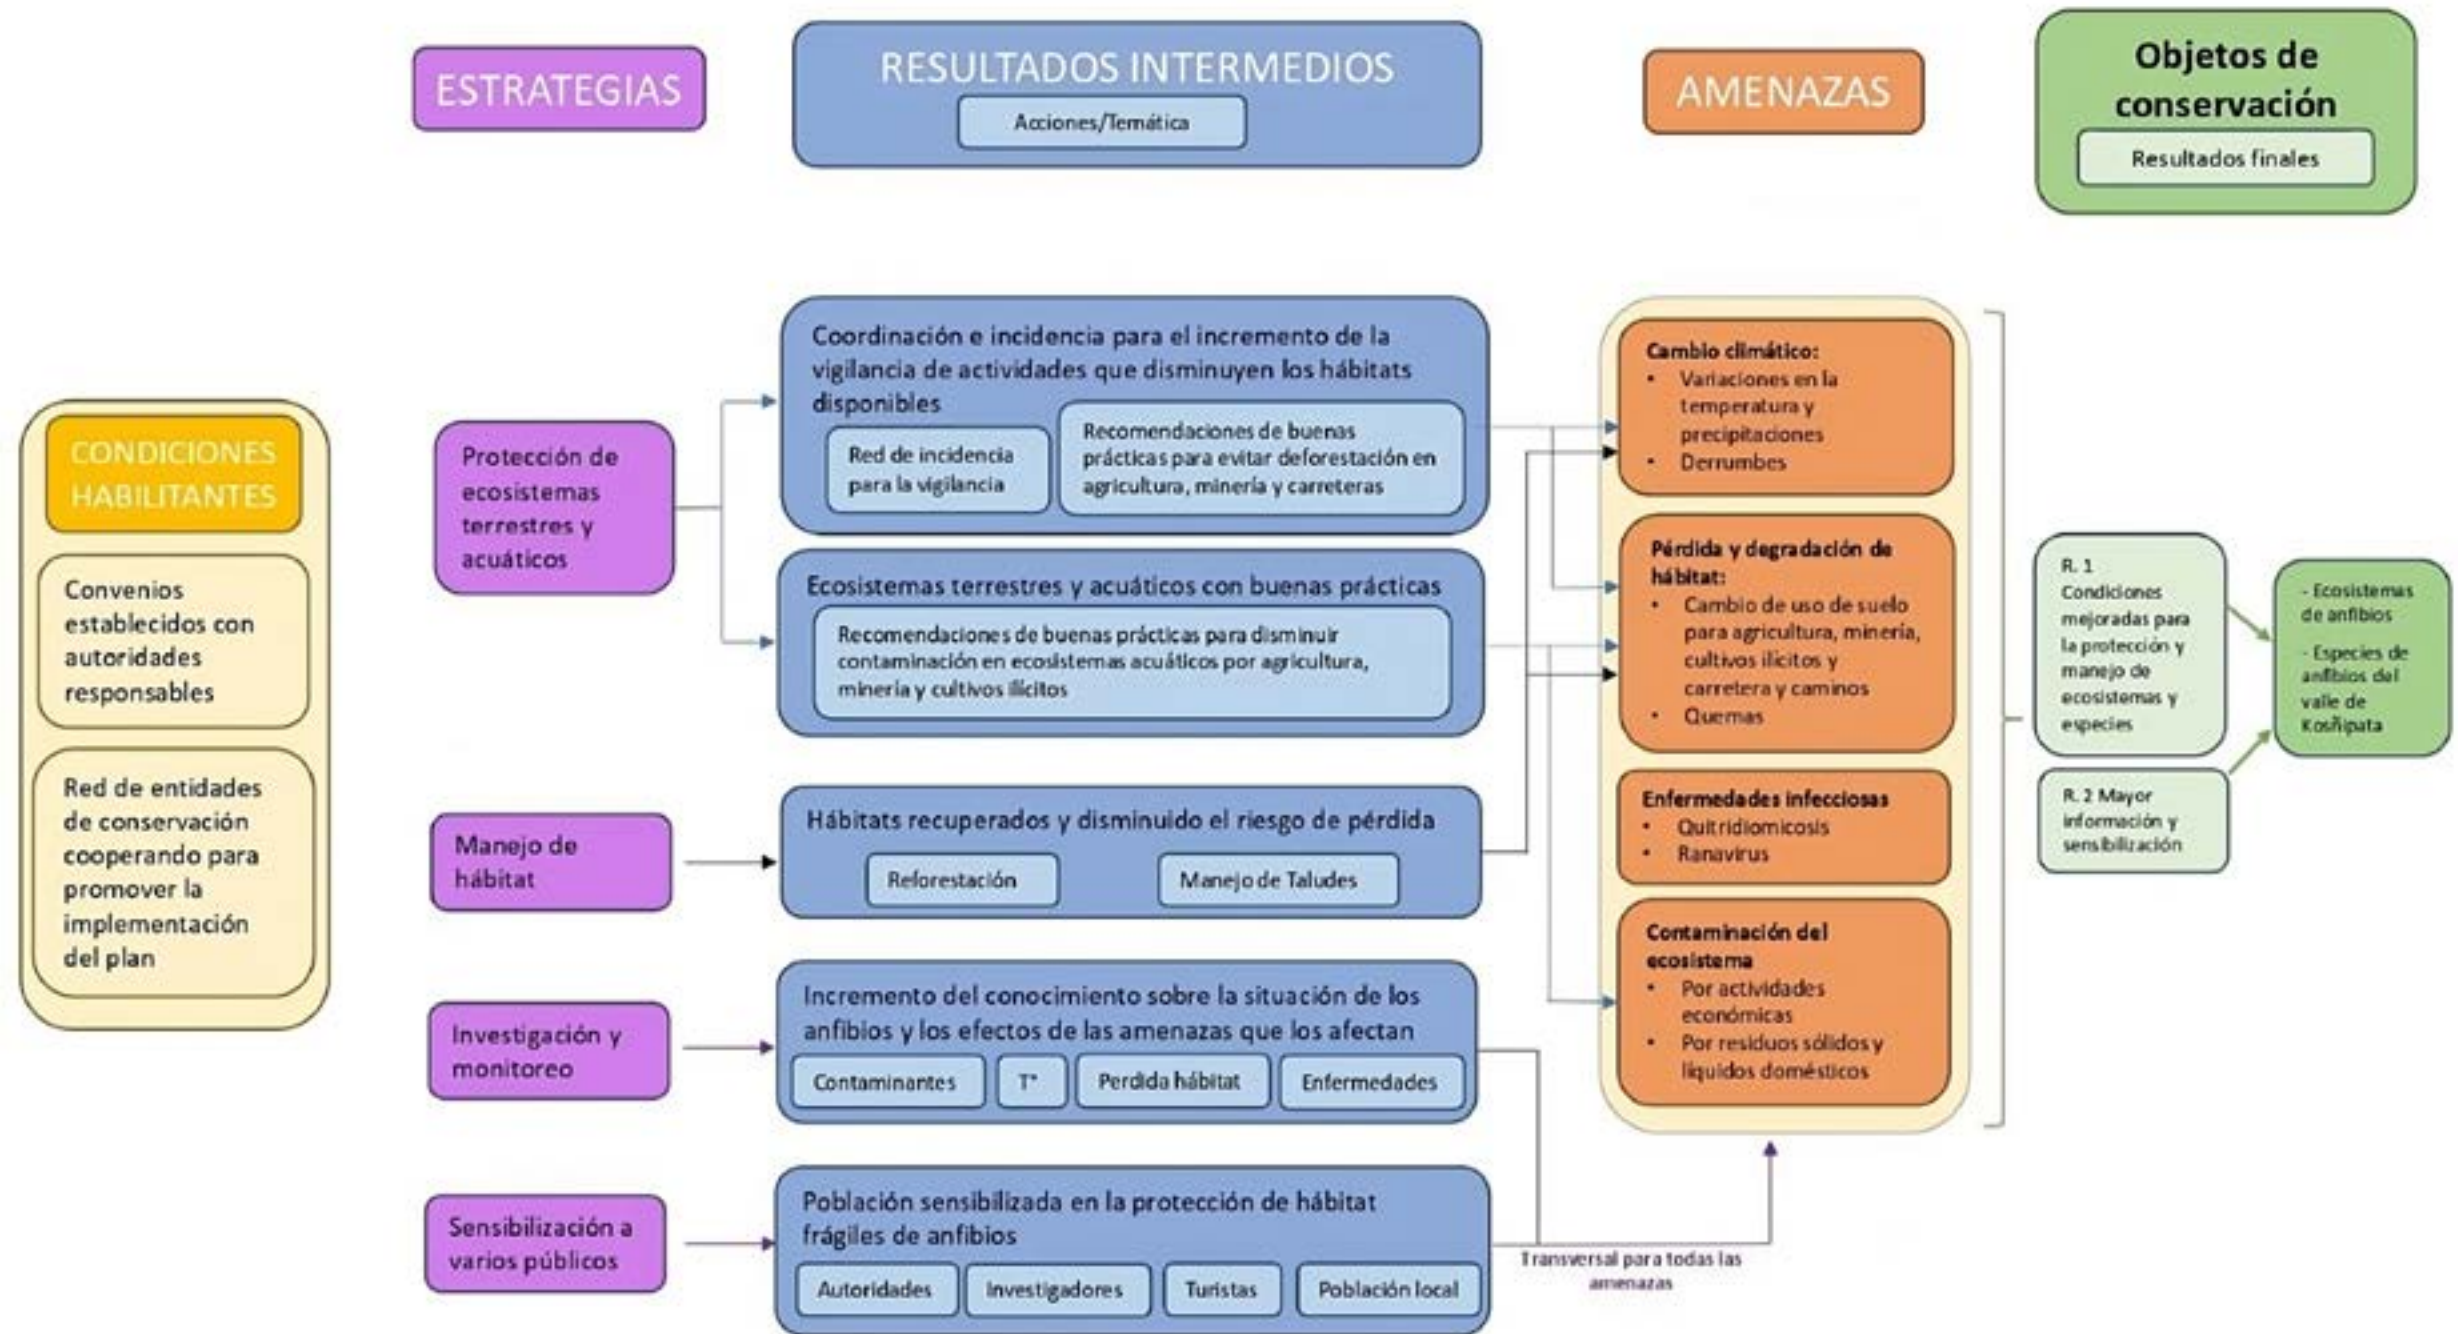 ESTRATEGIAS
RESULTADOS INTERMEDIOS
Acciones/Temática
AMENAZAS
Objetos de
conservación
Resultados finales
CONDICIONES
HABILITANTES
Convenios
establecidos con
autoridades
responsables
Red de entidades
de conservación
cooperando para
promover la
implementación
del plan
Protección de
ecosistemas
terrestres y
acuáticos
Manejo de
hábitat
Investigación y
monitoreo
Sensibilización a
varios públicos
Coordinación e incidencia para el incremento de la
vigilancia de actividades que disminuyen los hábitats
disponibles
Red de incidencia
para la vigilancia
Recomendaciones de buenas
prácticas para evitar deforestación en
agricultura, minería y carreteras
Ecosistemas terrestres y acuáticos con buenas prácticas
Recomendaciones de buenas prácticas para disminuir
contaminación en ecosistemas acuáticos por agricultura,
minería y cultivos ilícitos
Hábitats recuperados y disminuido el riesgo de pérdida
Reforestación
Manejo de Taludes
Incremento del conocimiento sobre la situación de los
anfibios y los efectos de las amenazas que los afectan
Contaminantes
T°
Perdida hábitat
Enfermedades
Población sensibilizada en la protección de hábitat
frágiles de anfibios
Autoridades
Investigadores
Turistas
Población local
Transversal para todas las
amenazas
Cambio climático:
• Variaciones en la
temperatura y
precipitaciones
• Derrumbes
Pérdida y degradación de
hábitat:
• Cambio de uso de suelo
para agricultura, minería,
cultivos ilícitos y
carretera y caminos
• Quemas
Enfermedades infecciosas
• Quitridiomicosis
• Ranavirus
Contaminación del
ecosistema
• Por actividades
económicas
• Por residuos sólidos y
líquidos domésticos
R. 1
Condiciones
mejoradas para
la protección y
manejo de
ecosistemas y
especies
R. 2 Mayor
información y
sensibilización
- Ecosistemas
de anfibios
- Especies de
anfibios del
valle de
Kosñipata